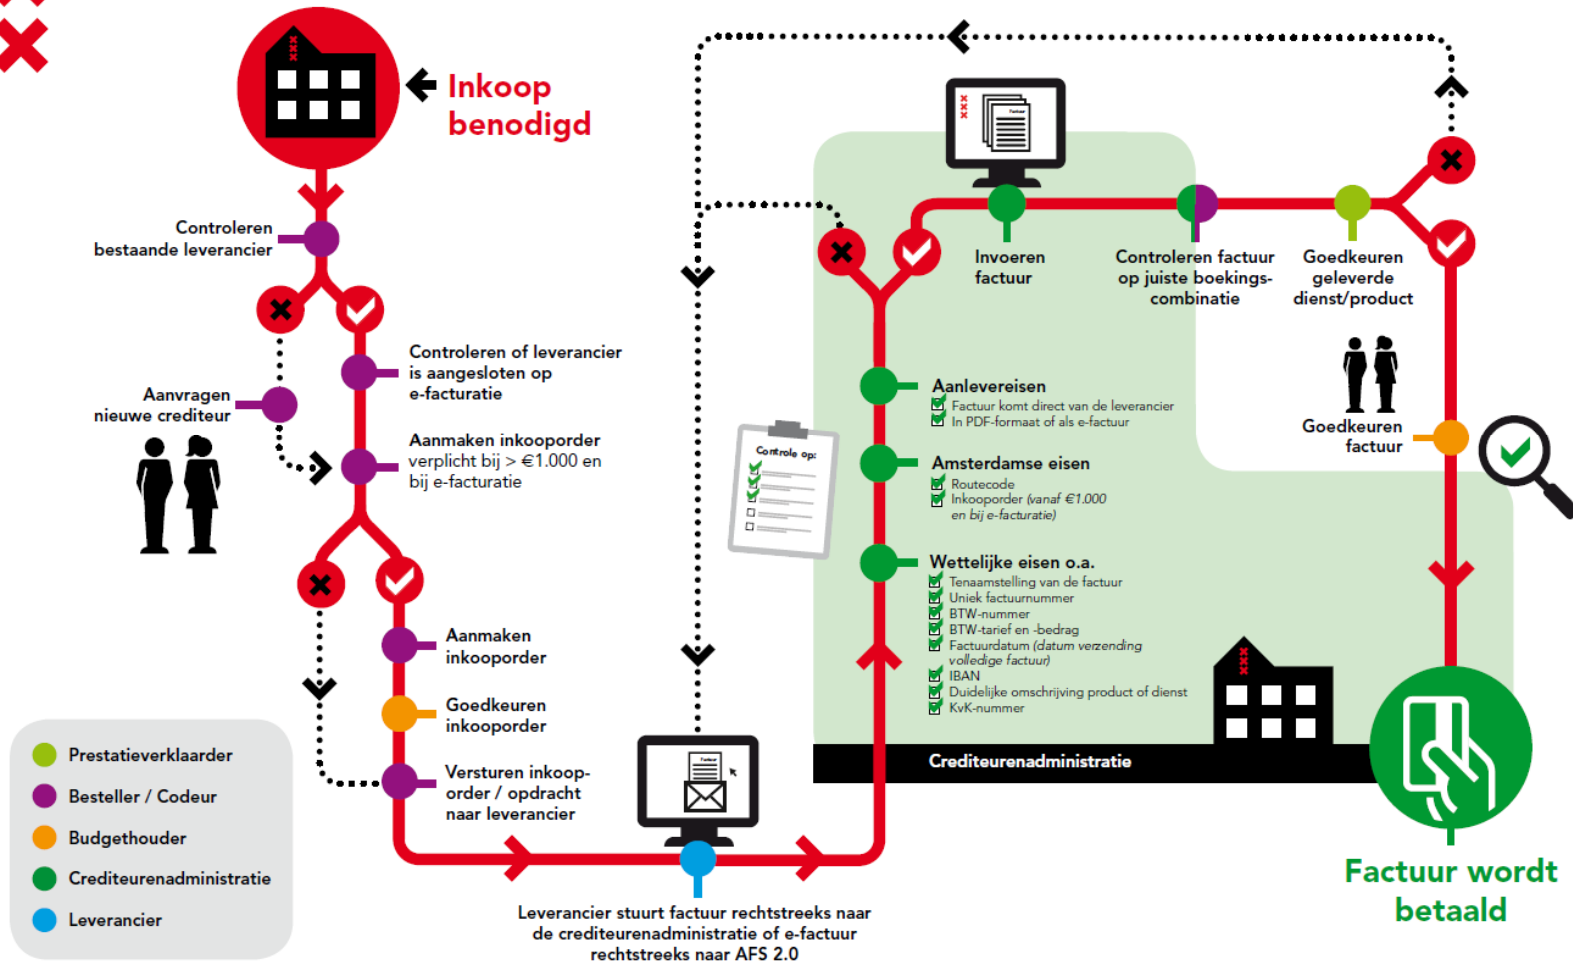 Inkoop
benodigd
Controleren
bestaande leverancier
Aanvragen
nieuwe crediteur
Controleren of leverancier
is aangesloten op
e-facturatie
Aanmaken inkooporder
verplicht bij > €1.000 en
bij e-facturatie
Aanmaken
inkooporder
Goedkeuren
inkooporder
Versturen inkoop-
order / opdracht
naar leverancier
Prestatieverklaarder
Besteller / Codeur
Budgethouder
Crediteurenadministratie
Leverancier
Factuur
Leverancier stuurt factuur rechtstreeks naar
de crediteurenadministratie of e-factuur
rechtstreeks naar AFS 2.0
Controle op:
Aanlevereisen
Factuur komt direct van de leverancier
In PDF-formaat of als e-factuur
Amsterdamse eisen
Routecode
Inkooporder (vanaf €1.000
en bij e-facturatie)
Wettelijke eisen o.a.
Tenaamstelling van de factuur
Uniek factuurnummer
BTW-nummer
BTW-tarief en -bedrag
Factuurdatum (datum verzending
volledige factuur)
IBAN
Duidelijke omschrijving product of dienst
KvK-nummer
Crediteurenadministratie
Factuur
Invoeren
factuur
Controleren factuur
op juiste boekings-
combinatie
Goedkeuren
geleverde
dienst/product
Goedkeuren
factuur
Factuur wordt
betaald